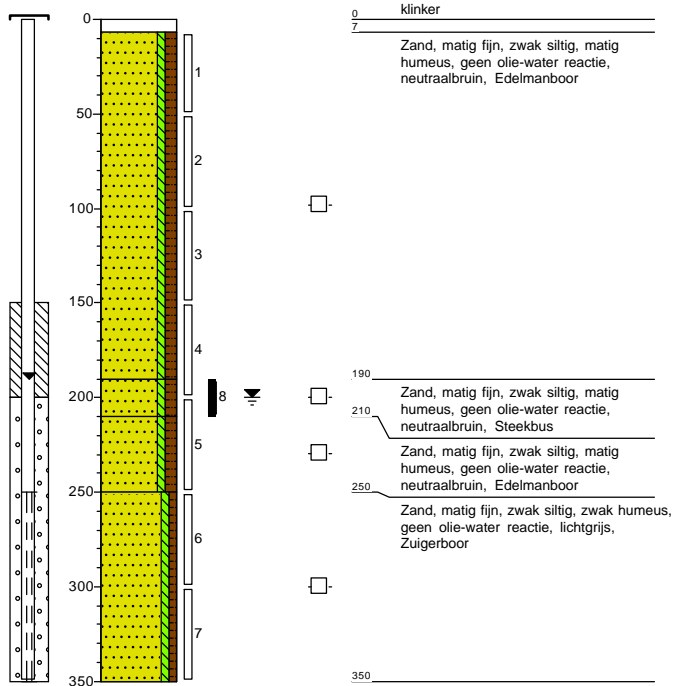 0
50
100
150
200
250
300
350
1
2
3
4
8
5
6
7
0
klinker
7
Zand, matig fijn, zwak siltig, matig
humeus, geen olie-water reactie,
neutraalbruin, Edelmanboor
190
Zand, matig fijn, zwak siltig, matig
humeus, geen olie-water reactie,
neutraalbruin, Steekbus
210
Zand, matig fijn, zwak siltig, matig
humeus, geen olie-water reactie,
neutraalbruin, Edelmanboor
250
Zand, matig fijn, zwak siltig, zwak humeus,
geen olie-water reactie, lichtgrijs,
Zuigerboor
350